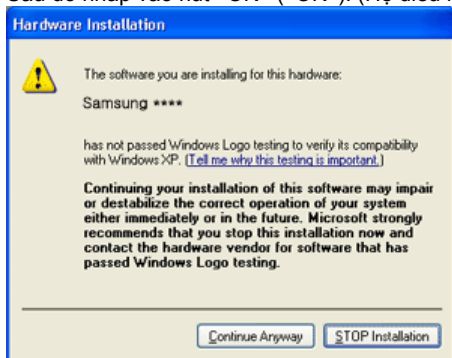 Hardware Installation
The software you are installing for this hardware:
Samsung ****
has not passed Windows Logo testing to verify its compatibility
with Windows XP. (Tell me why this testing is important.)
Continuing your installation of this software may impair
or destabilize the correct operation of your system
either immediately or in the future. Microsoft strongly
recommends that you stop this installation now and
contact the hardware vendor for software that has
passed Windows Logo testing.
Continue Anyway
STOP Installation